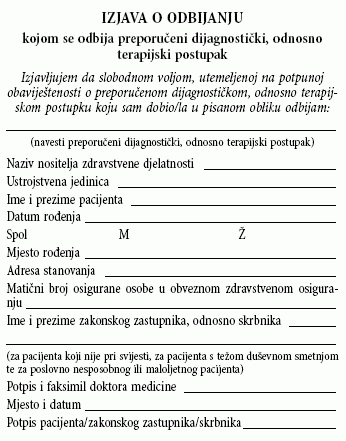 IZJAVA O ODBIJANJU
kojom se odbija preporučeni dijagnostički, odnosno
terapijski postupak
Izjavljujem da slobodnom voljom, utemeljenoj na potpunoj
obaviještenosti o preporučenom dijagnostičkom, odnosno terapij-
skom postupku koju sam dobio/la u pisanom obliku odbijam:
(navesti preporučeni dijagnostički, odnosno terapijski postupak)
Naziv nositelja zdravstvene djelatnosti
Ustrojstvena jedinica
Ime i prezime pacijenta
Datum rođenja
Spol M Ž
Mjesto rođenja
Adresa stanovanja
Matični broj osigurane osobe u obveznom zdravstvenom osigura-
nju
Ime i prezime zakonskog zastupnika, odnosno skrbnika
(za pacijenta koji nije pri svijesti, za pacijenta s težom duševnom smetnjom
te za poslovno nesposobnog ili maloljetnog pacijenta)
Potpis i faksimil doktora medicine
Mjesto i datum
Potpis pacijenta/zakonskog zastupnika/skrbnika